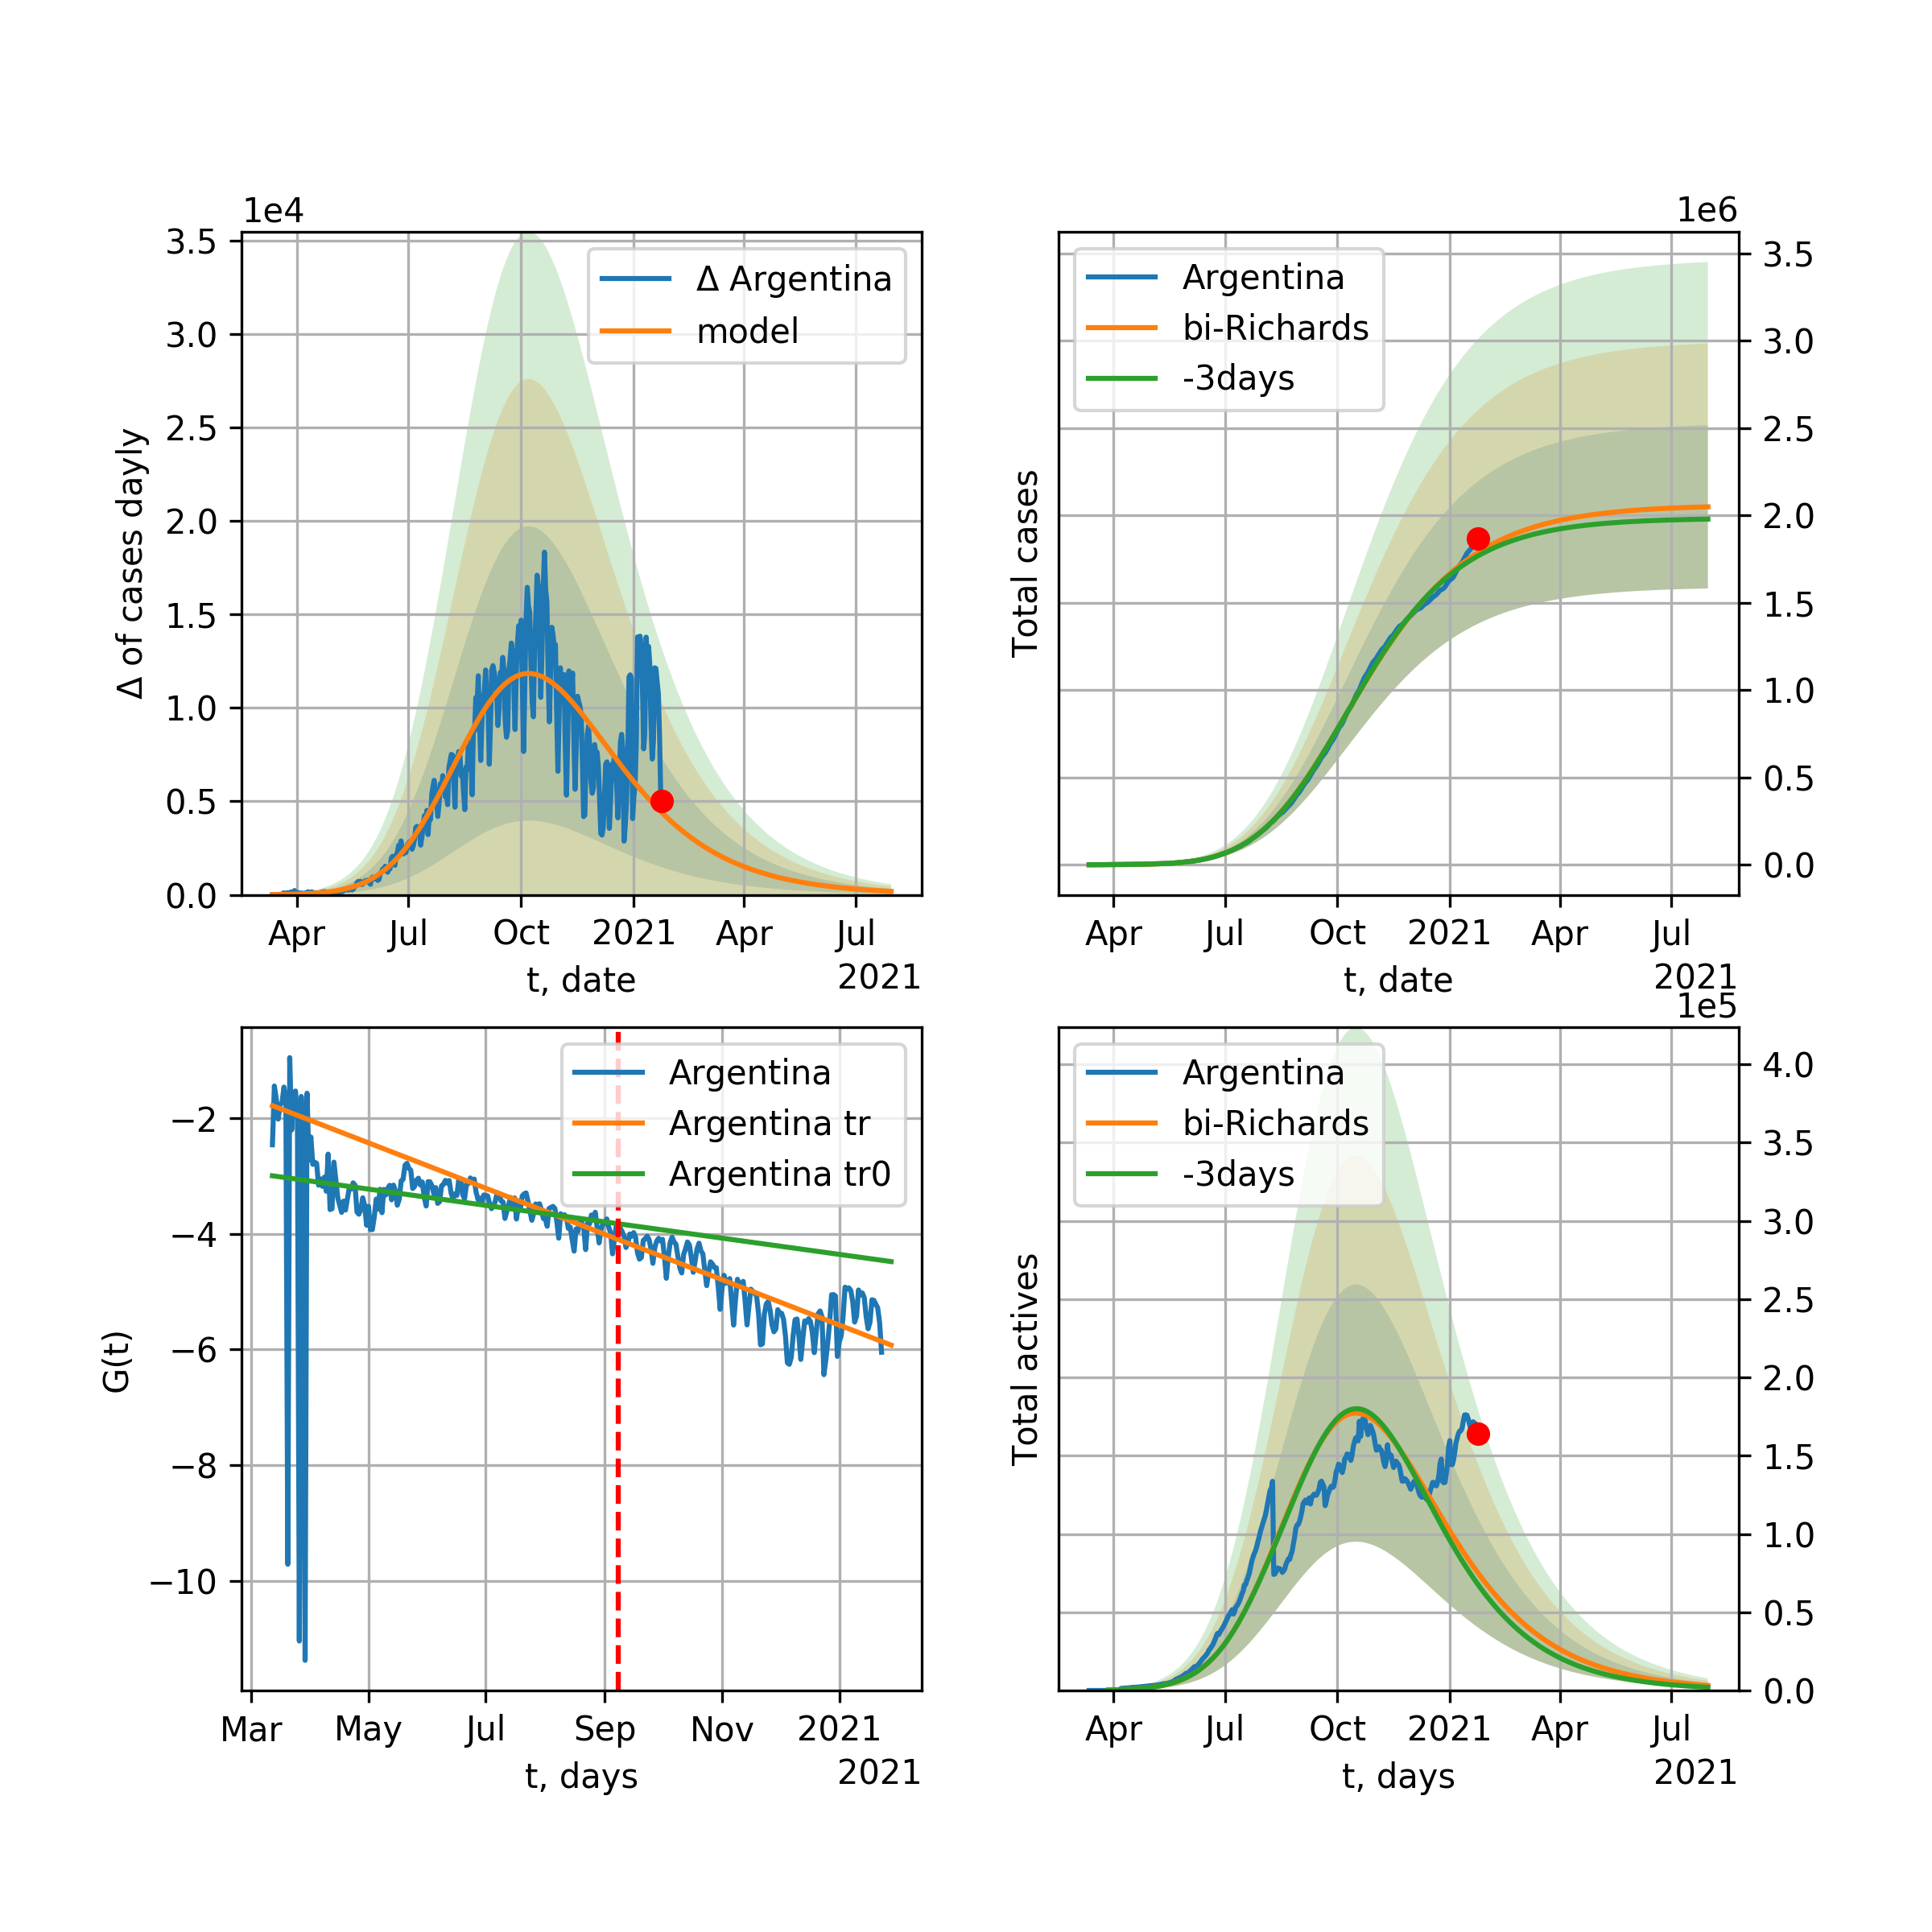 1e4
3.5
3.0
2.5
2.0
1.5
1.0
0.5
0.0
Δ of cases dayly
Δ Argentina
model
Apr Jul Oct 2021 Apr Jul
t, date
2021
1e6
3.5
3.0
2.5
2.0
1.5
1.0
0.5
0.0
Total cases
Argentina
bi-Richards
-3days
Apr Jul Oct 2021 Apr Jul
t, date
2021
−2
−4
−6
−8
−10
G(t)
Argentina
Argentina tr
Argentina tr0
Mar May Jul Sep Nov 2021
t, days
2021
1e5
4.0
3.5
3.0
2.5
2.0
1.5
1.0
0.5
0.0
Total actives
Argentina
bi-Richards
-3days
Apr Jul Oct 2021 Apr Jul
t, days
2021